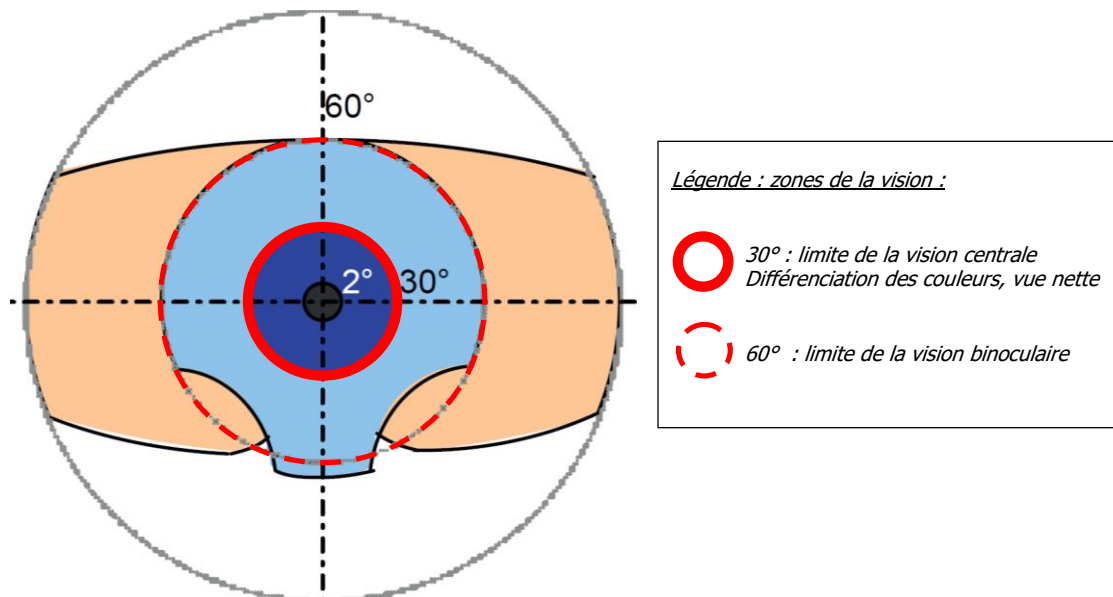 60°
2°
30°
Légende : zones de la vision :
30° : limite de la vision centrale
Différenciation des couleurs, vue nette
60° : limite de la vision binoculaire